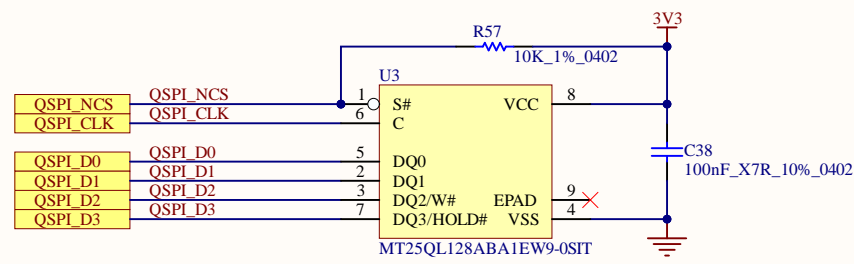 3V3
R57
10K_1%_0402
U3
QSPI_NCS QSPI_NCS 1 S# VCC 8
QSPI_CLK QSPI_CLK 6 C
QSPI_D0 QSPI_D0 5 DQ0
QSPI_D1 QSPI_D1 2 DQ1
QSPI_D2 QSPI_D2 3 DQ2/W# EPAD 9
QSPI_D3 QSPI_D3 7 DQ3/HOLD# VSS 4
C38
100nF_X7R_10%_0402
MT25QL128ABA1EW9-0SIT